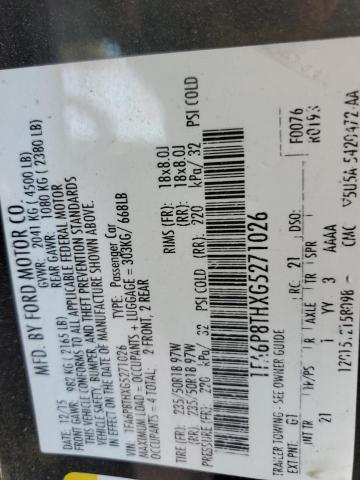 MFD. BY FORD MOTOR CO.
DATE: 12/15 GVWR: 2041 KG ( 4500 LB)
FRONT GAWR: 982 KG ( 2165 LB) REAR GAWR: 1080 KG ( 2380 LB)
THIS VEHICLE CONFORMS TO ALL APPLICABLE FEDERAL MOTOR
VEHICLE SAFETY, BUMPER, AND THEFT PREVENTION STANDARDS
IN EFFECT ON THE DATE OF MANUFACTURE SHOWN ABOVE.
VIN: 1FA6P8THXG5271026 TYPE: Passenger Car
MAXIMUM LOAD = OCCUPANTS + LUGGAGE = 303KG/ 668LB
OCCUPANTS = 4 TOTAL: 2 FRONT, 2 REAR
TIRE (FR): 235/50R18 97W RIMS (FR): 18x8.0J
TIRE (RR): 235/50R18 97W (RR): 18x8.0J
PRESSURE (FR): 220 kPa/ 32 PSI COLD (RR): 220 kPa/ 32 PSI COLD
1FA6P8THXG5271026
TRAILER TOWING - SEE OWNER GUIDE F0076
EXT PNT: G1 RC: 21 DSO: R0193
INT TR TP/PS R AXLE TR SPR
21 I YY 3 AAAA
CMC